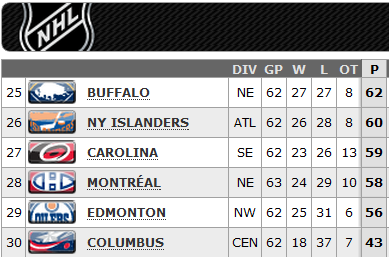 NHL
DIV GP W L OT P
25 BUFFALO NE 62 27 27 8 62
26 NY ISLANDERS ATL 62 26 28 8 60
27 CAROLINA SE 62 23 26 13 59
28 MONTRÉAL NE 63 24 29 10 58
29 OILERS EDMONTON NW 62 25 31 6 56
30 COLUMBUS CEN 62 18 37 7 43